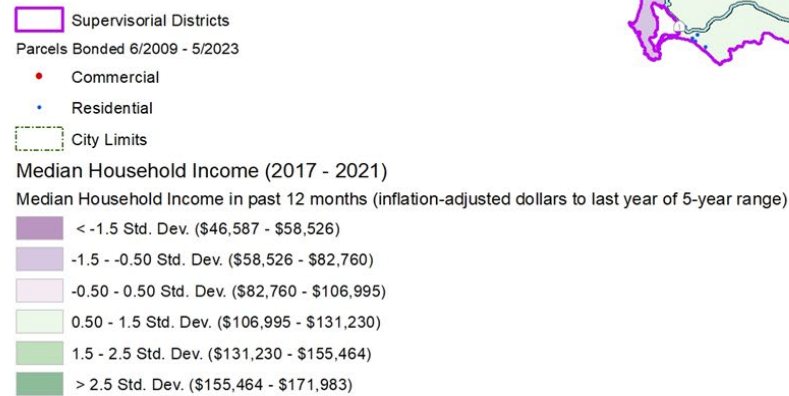 Supervisorial Districts
Parcels Bonded 6/2009 - 5/2023
Commercial
Residential
City Limits
Median Household Income (2017 - 2021)
Median Household Income in past 12 months (inflation-adjusted dollars to last year of 5-year range)
< -1.5 Std. Dev. ($46,587 - $58,526)
-1.5 - -0.50 Std. Dev. ($58,526 - $82,760)
-0.50 - 0.50 Std. Dev. ($82,760 - $106,995)
0.50 - 1.5 Std. Dev. ($106,995 - $131,230)
1.5 - 2.5 Std. Dev. ($131,230 - $155,464)
> 2.5 Std. Dev. ($155,464 - $171,983)